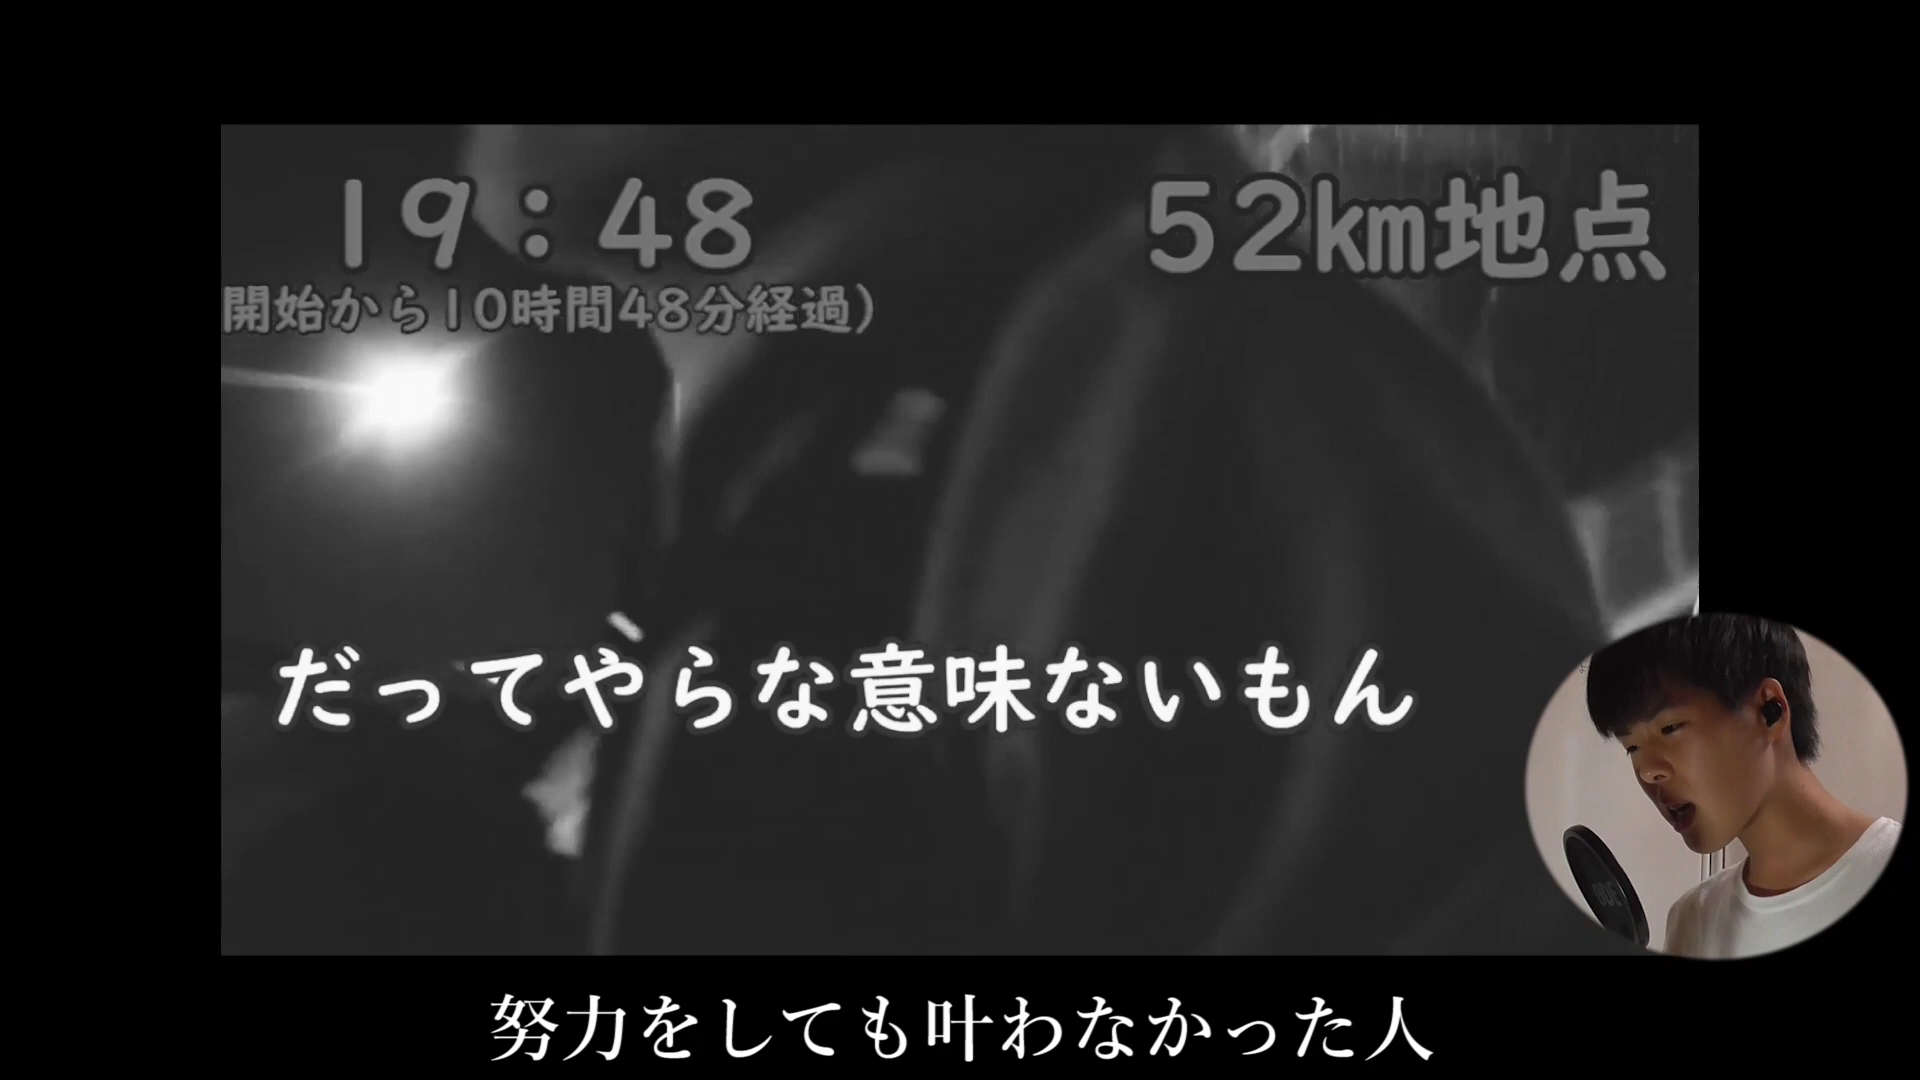 19：48
52km地点
開始から10時間48分経過）
だってやらな意味ないもん
RODE
努力をしても叶わなかった人